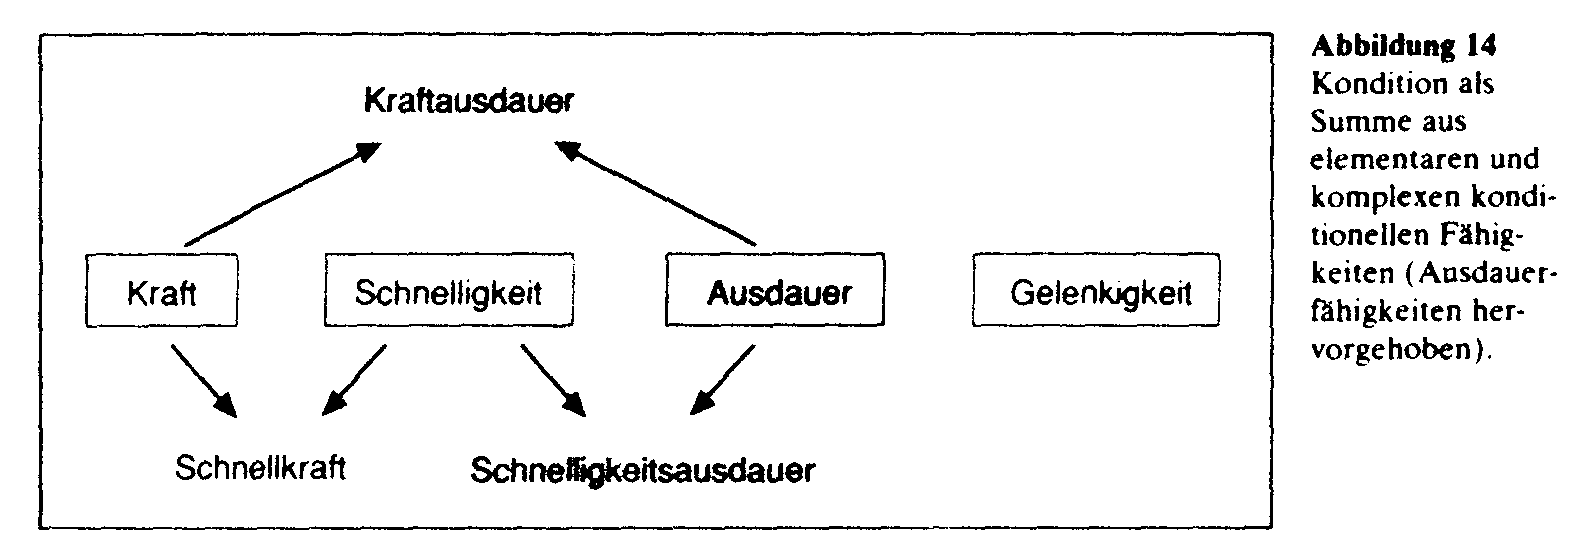 Kraftausdauer
Kraft
Schnelligkeit
Ausdauer
Gelenkigkeit
Schnellkraft
Schnelligkeitsausdauer
Abbildung 14
Kondition als
Summe aus
elementaren und
komplexen kondi-
tionellen Fähig-
keiten (Ausdauer-
fähigkeiten her-
vorgehoben).